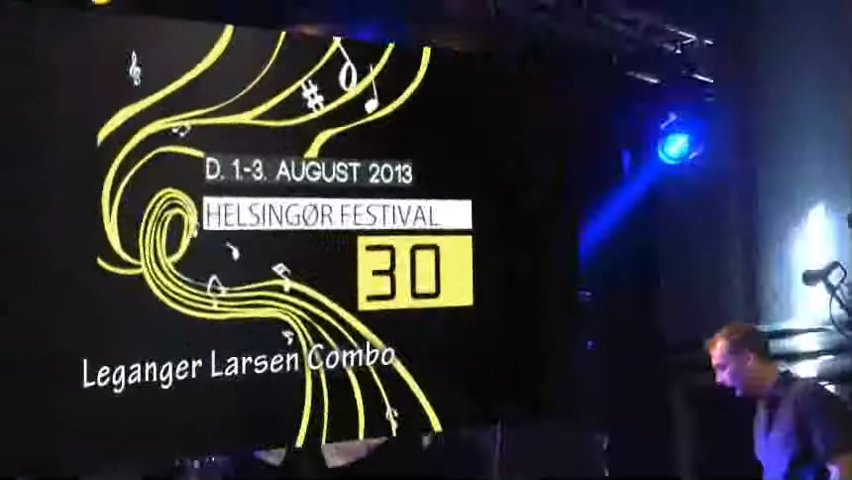 D. 1.-3. AUGUST 2013
HELSINGØR FESTIVAL
30
Leganger Larsen Combo